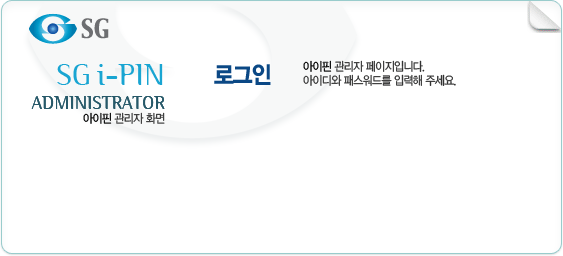 SG
SG i-PIN
ADMINISTRATOR
아이핀 관리자 화면
로그인
아이핀 관리자 페이지입니다.
아이디와 패스워드를 입력해 주세요.